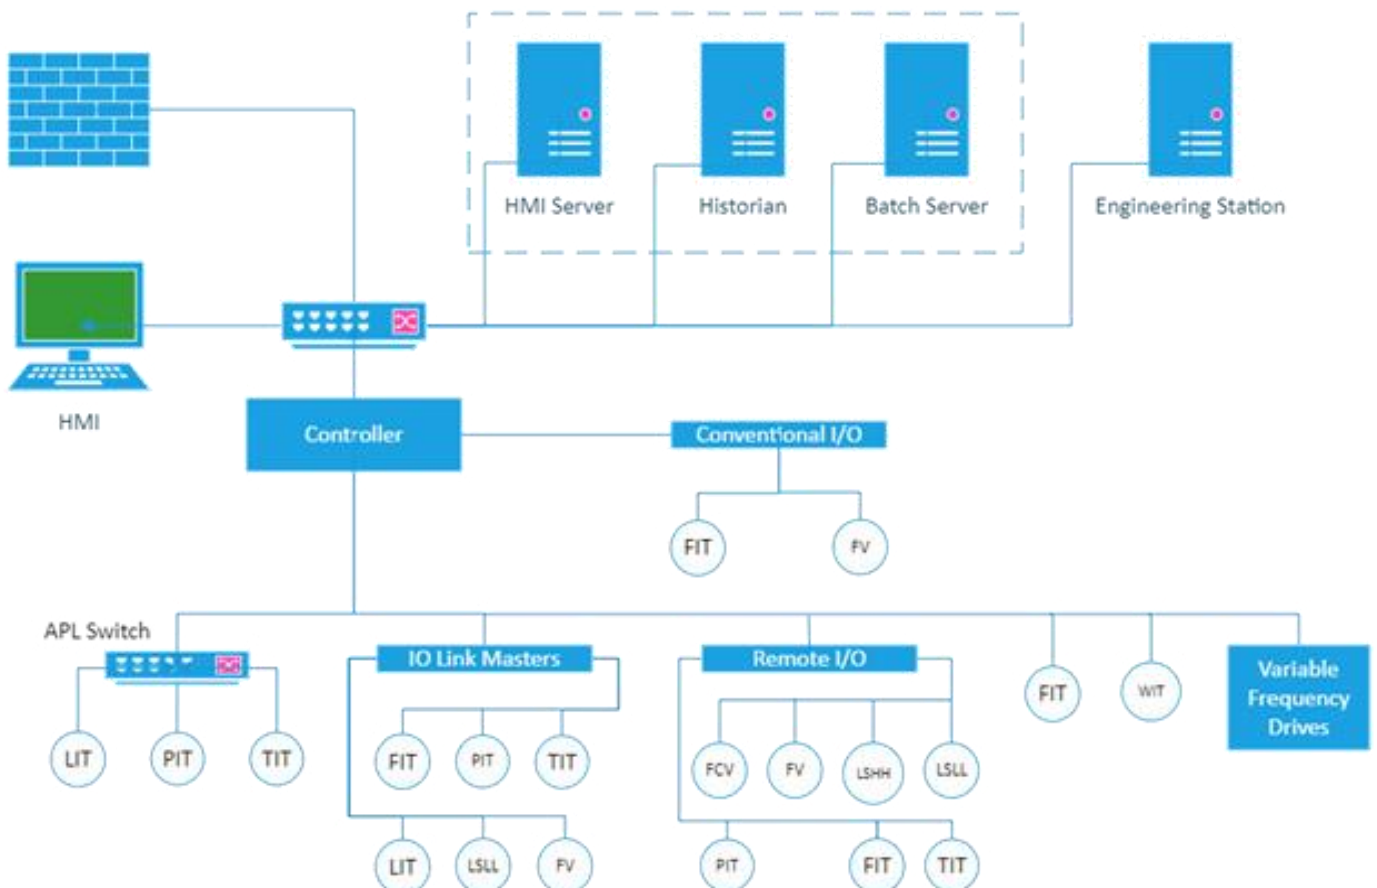 HMI Server
Historian
Batch Server
Engineering Station
HMI
Controller
Conventional I/O
FIT
FV
APL Switch
IO Link Masters
Remote I/O
FIT
WIT
Variable
Frequency
Drives
LIT
PIT
TIT
FIT
PIT
TIT
FCV
FV
LSHH
LSLL
LIT
LSLL
FV
PIT
FIT
TIT